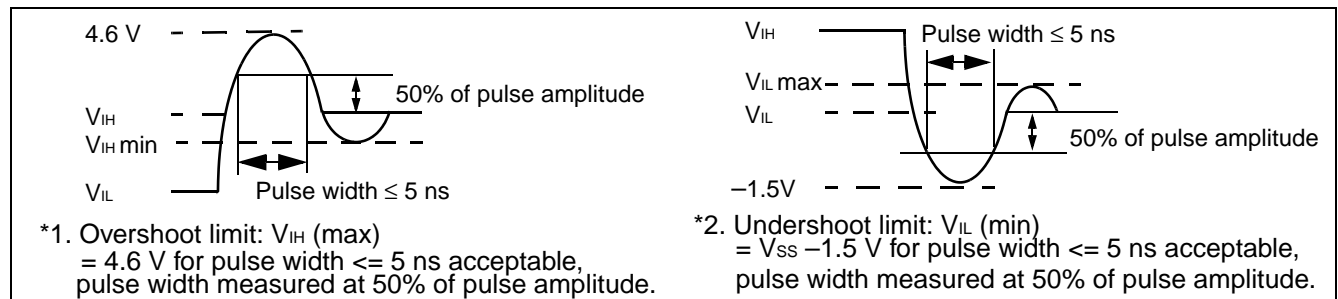 4.6 V
50% of pulse amplitude
VIH
VIH min
VIL
Pulse width ≤ 5 ns
*1. Overshoot limit: VIH (max)
= 4.6 V for pulse width <= 5 ns acceptable,
pulse width measured at 50% of pulse amplitude.
VIH
Pulse width ≤ 5 ns
VIL max
VIL
50% of pulse amplitude
–1.5V
*2. Undershoot limit: VIL (min)
= VSS –1.5 V for pulse width <= 5 ns acceptable,
pulse width measured at 50% of pulse amplitude.